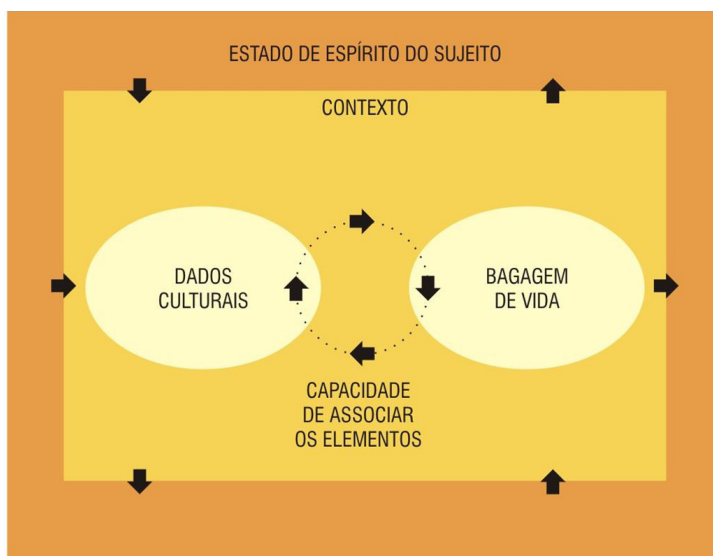 ESTADO DE ESPÍRITO DO SUJEITO
CONTEXTO
DADOS
CULTURAIS
BAGAGEM
DE VIDA
CAPACIDADE
DE ASSOCIAR
OS ELEMENTOS